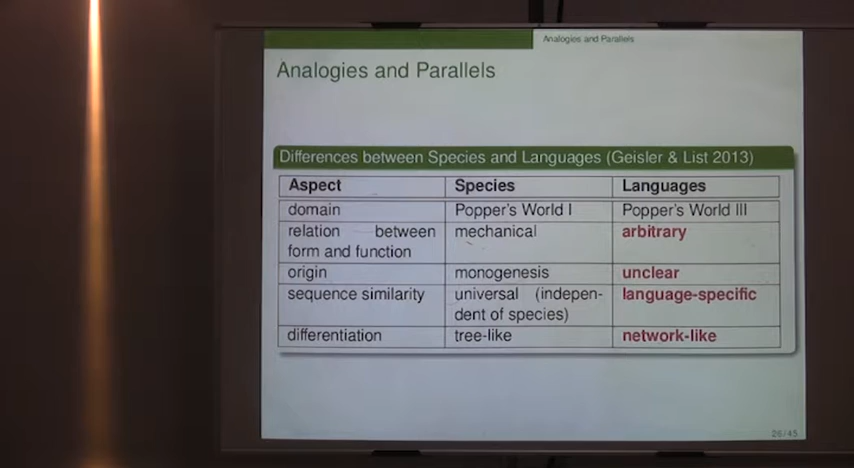 Analogies and Parallels
Analogies and Parallels
Differences between Species and Languages (Geisler & List 2013)
Aspect Species Languages
domain Popper's World I Popper's World III
relation between mechanical arbitrary
form and function
origin monogenesis unclear
sequence similarity universal (indepen- language-specific
dent of species)
differentiation tree-like network-like
26/45